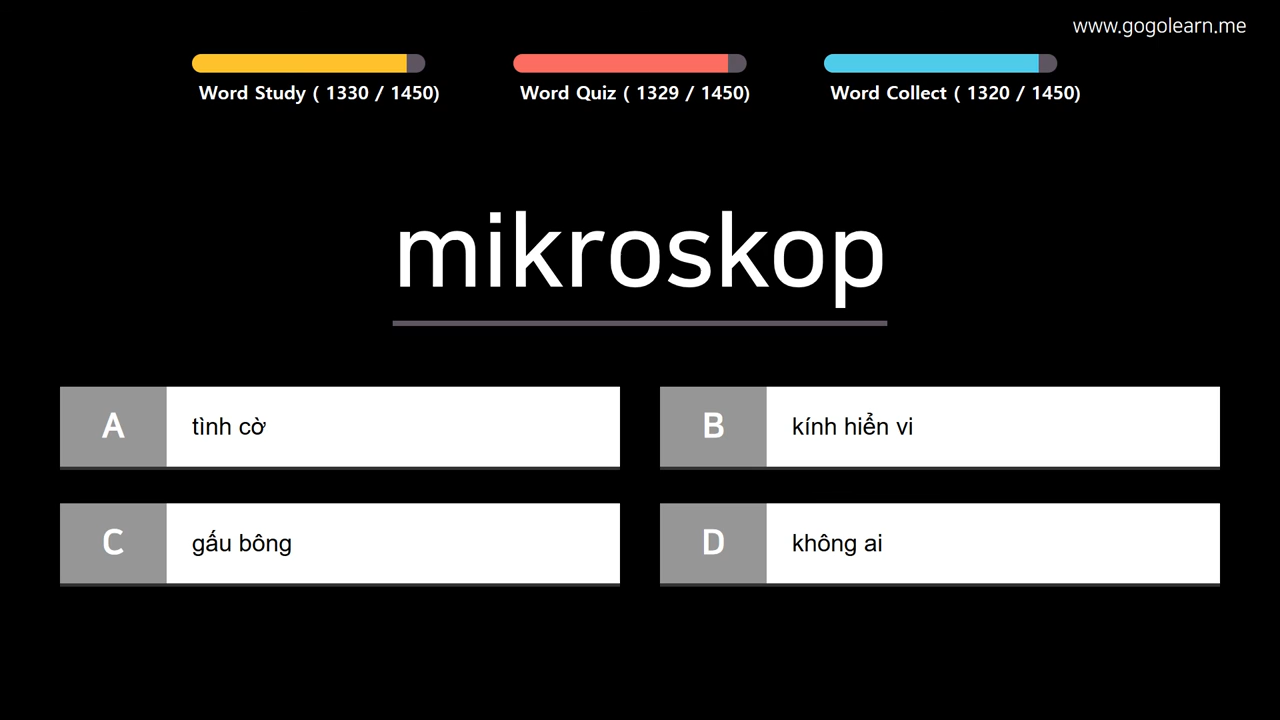 www.gogolearn.me
Word Study ( 1330 / 1450)
Word Quiz ( 1329 / 1450)
Word Collect ( 1320 / 1450)
mikroskop
A tình cờ
B kính hiển vi
C gấu bông
D không ai